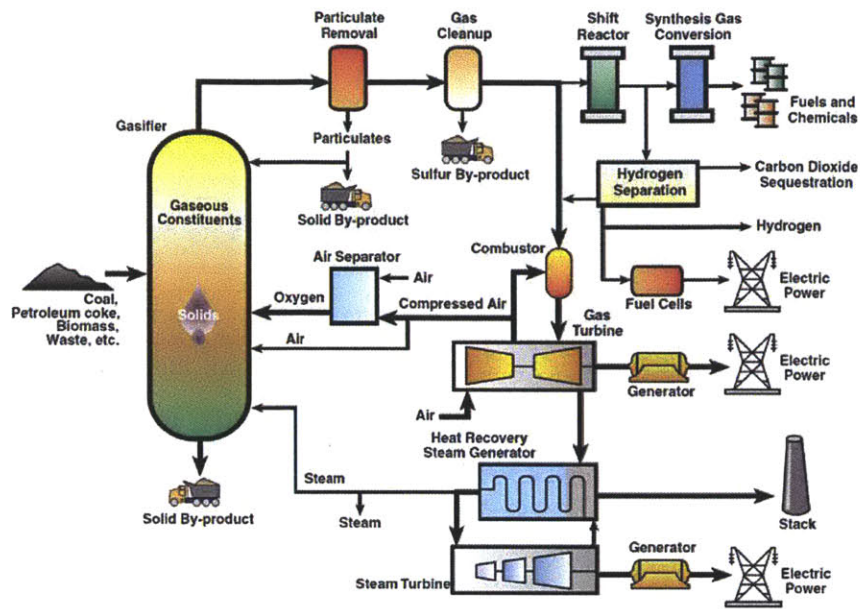 Particulate
Removal
Gas
Cleanup
Shift
Reactor
Synthesis Gas
Conversion
Fuels and
Chemicals
Gasifier
Particulates
Sulfur By-product
Solid By-product
Gaseous
Constituents
Hydrogen
Separation
Carbon Dioxide
Sequestration
Hydrogen
Combustor
Fuel Cells
Electric
Power
Air Separator
Air
Oxygen
Compressed Air
Air
Solids
Coal,
Petroleum coke,
Biomass,
Waste, etc.
Gas
Turbine
Generator
Electric
Power
Air
Heat Recovery
Steam Generator
Steam
Steam
Stack
Solid By-product
Steam Turbine
Generator
Electric
Power